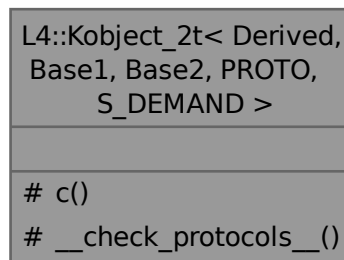 L4::Kobject_2t< Derived,
Base1, Base2, PROTO,
S_DEMAND >
# c()
# __check_protocols__()